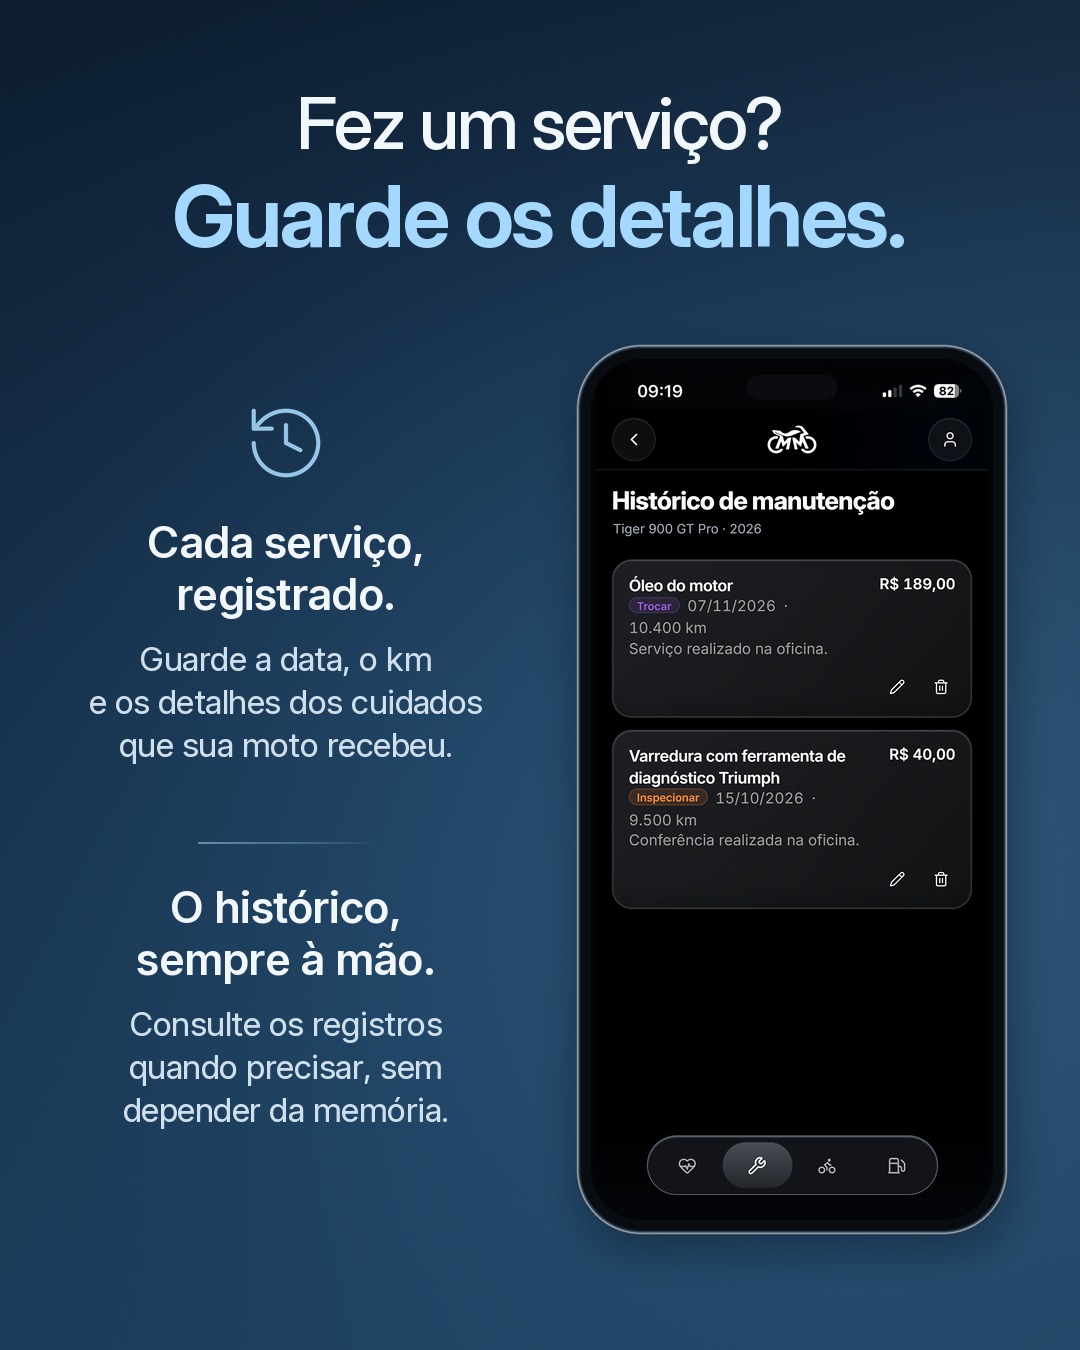 Fez um serviço?
Guarde os detalhes.
Cada serviço,
registrado.
Guarde a data, o km
e os detalhes dos cuidados
que sua moto recebeu.
O histórico,
sempre à mão.
Consulte os registros
quando precisar, sem
depender da memória.
09:19
82
MM
Histórico de manutenção
Tiger 900 GT Pro · 2026
Óleo do motor
R$ 189,00
Trocar 07/11/2026 ·
10.400 km
Serviço realizado na oficina.
Varredura com ferramenta de
diagnóstico Triumph
R$ 40,00
Inspecionar 15/10/2026 ·
9.500 km
Conferência realizada na oficina.